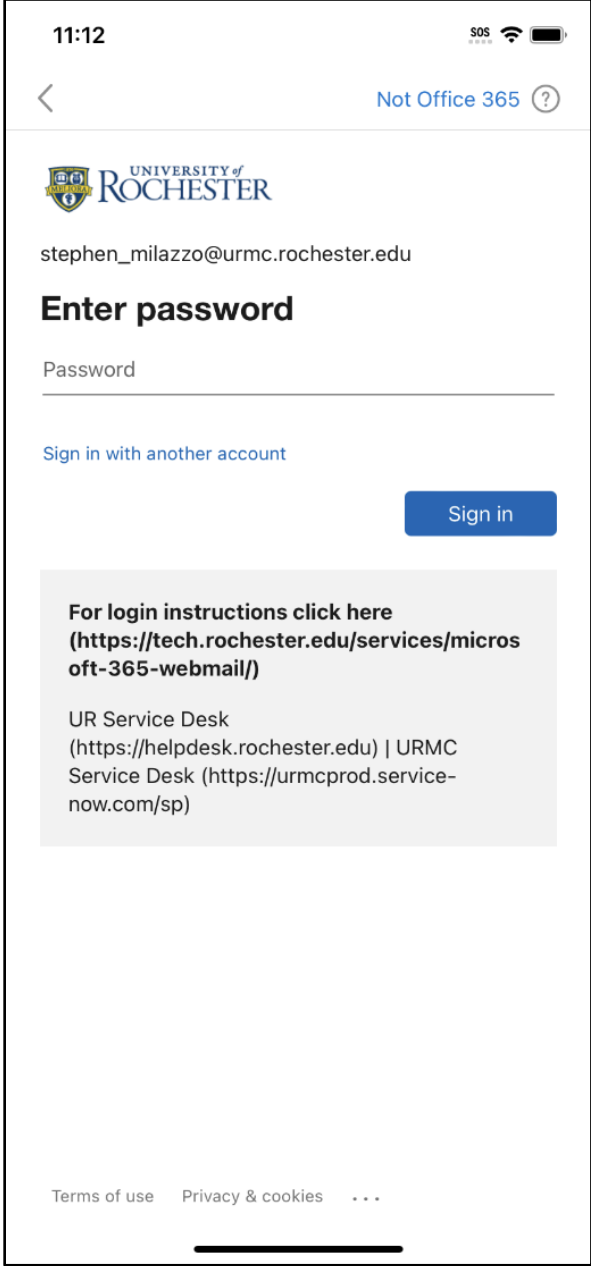 11:12
SOS
Not Office 365 ?
MELIORA
UNIVERSITY of
ROCHESTER
stephen_milazzo@urmc.rochester.edu
Enter password
Password
Sign in with another account
Sign in
For login instructions click here
(https://tech.rochester.edu/services/micros
oft-365-webmail/)
UR Service Desk
(https://helpdesk.rochester.edu) | URMC
Service Desk (https://urmcprod.service-
now.com/sp)
Terms of use Privacy & cookies ...